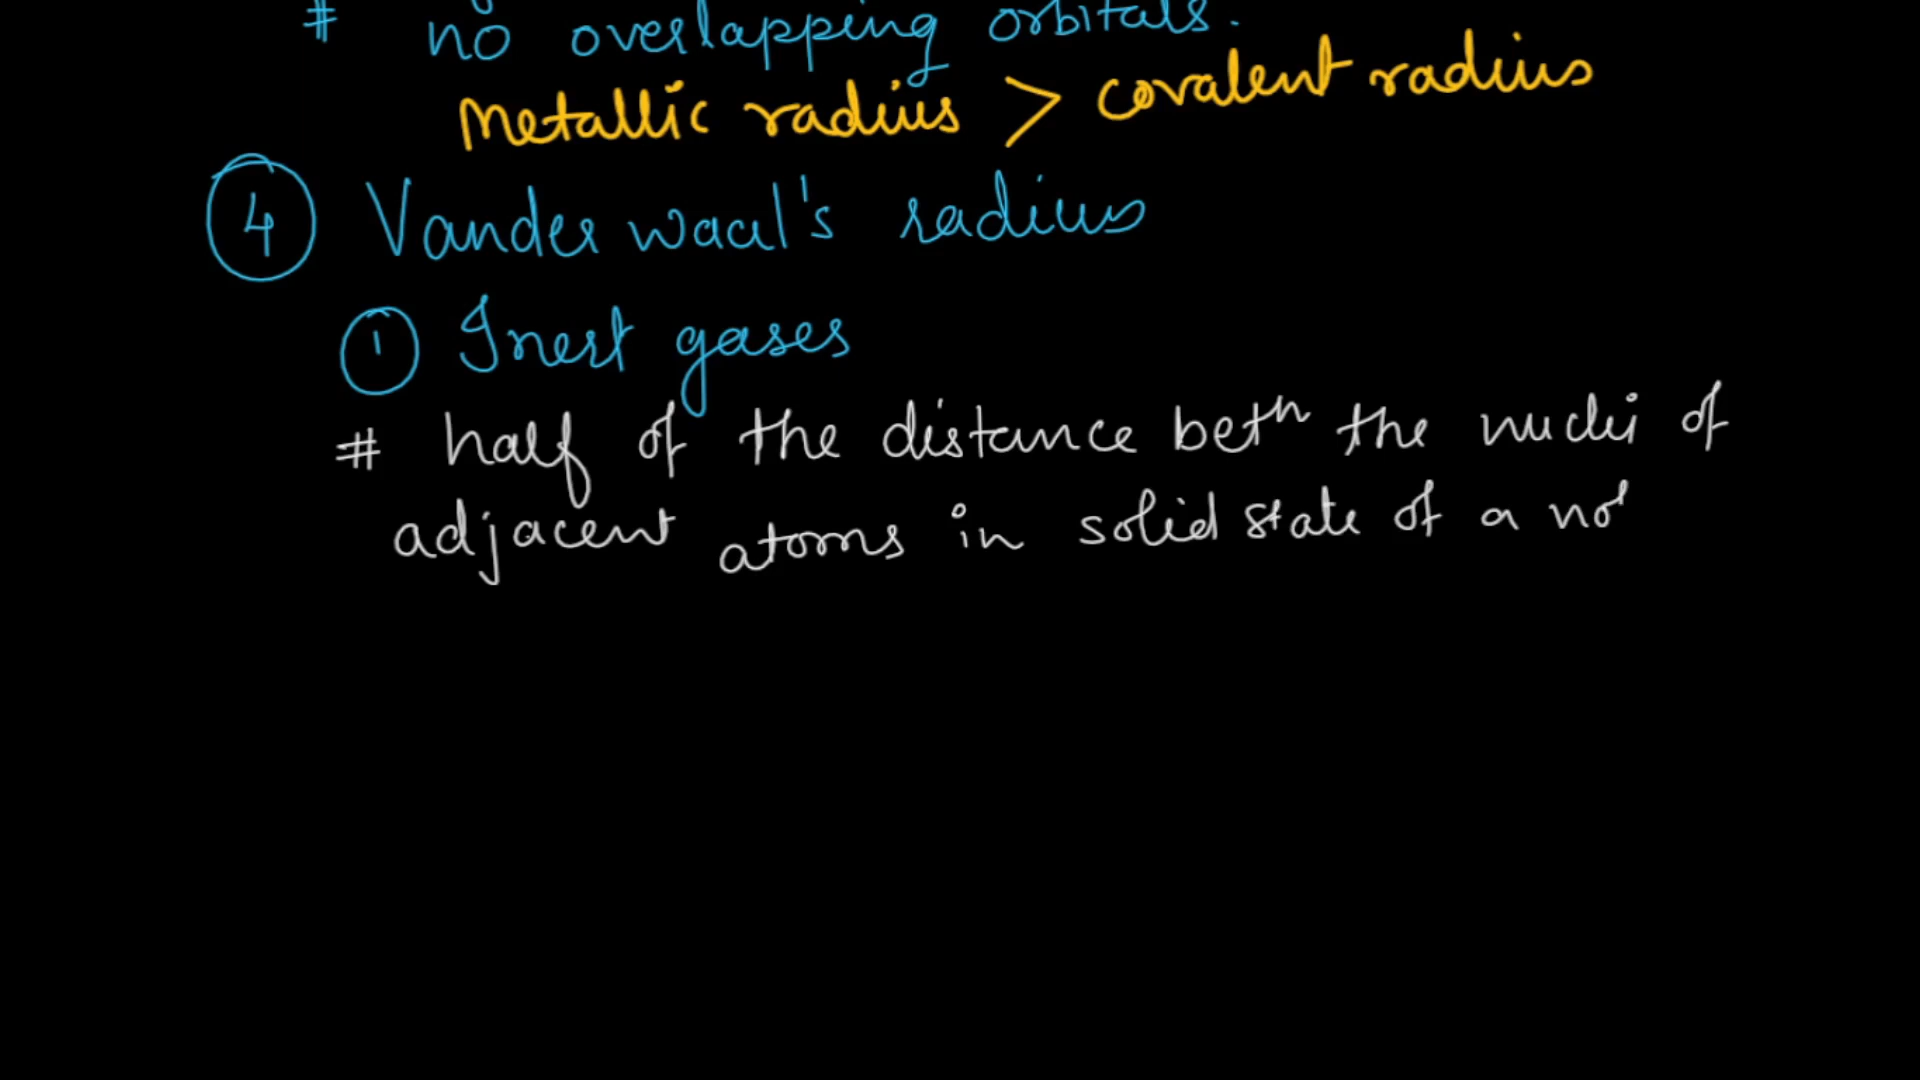 # no overlapping orbitals.
Metallic radius > covalent radius
4 Vander waal's radius
1 Inert gases
# half of the distance betn the nuclei of
adjacent atoms in solid state of a no